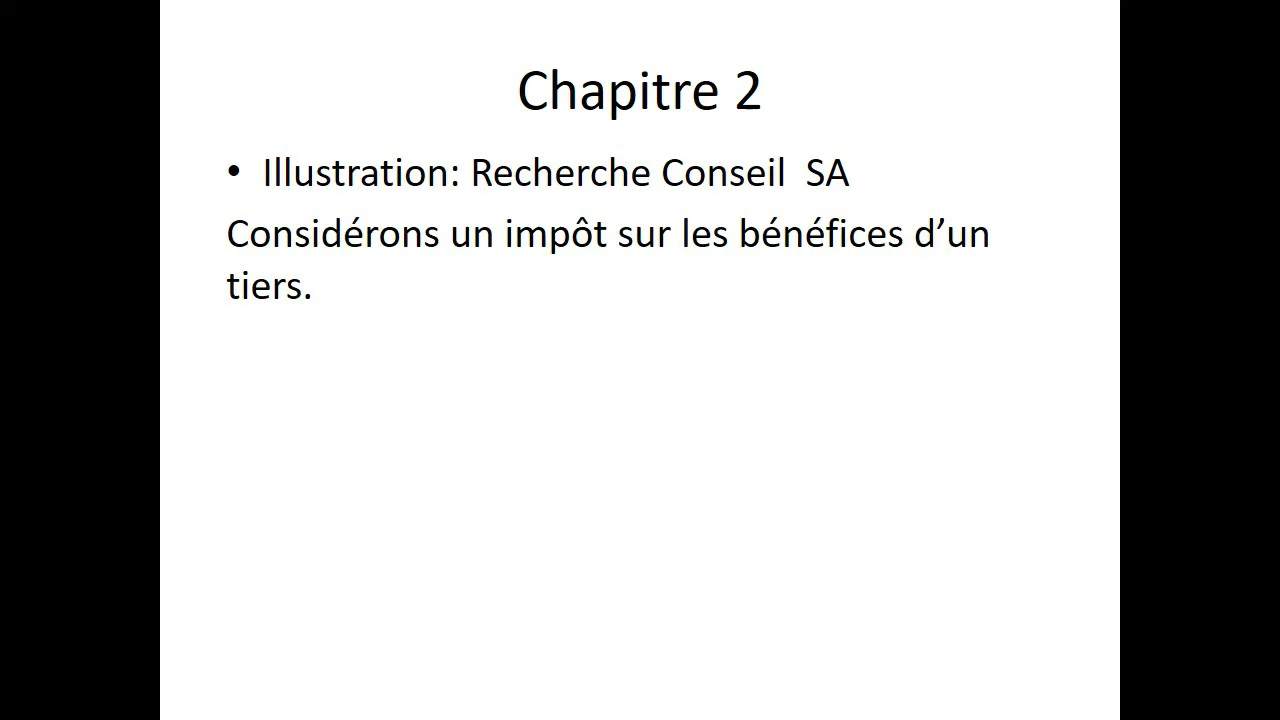 Chapitre 2
• Illustration: Recherche Conseil  SA
Considérons un impôt sur les bénéfices d’un
tiers.